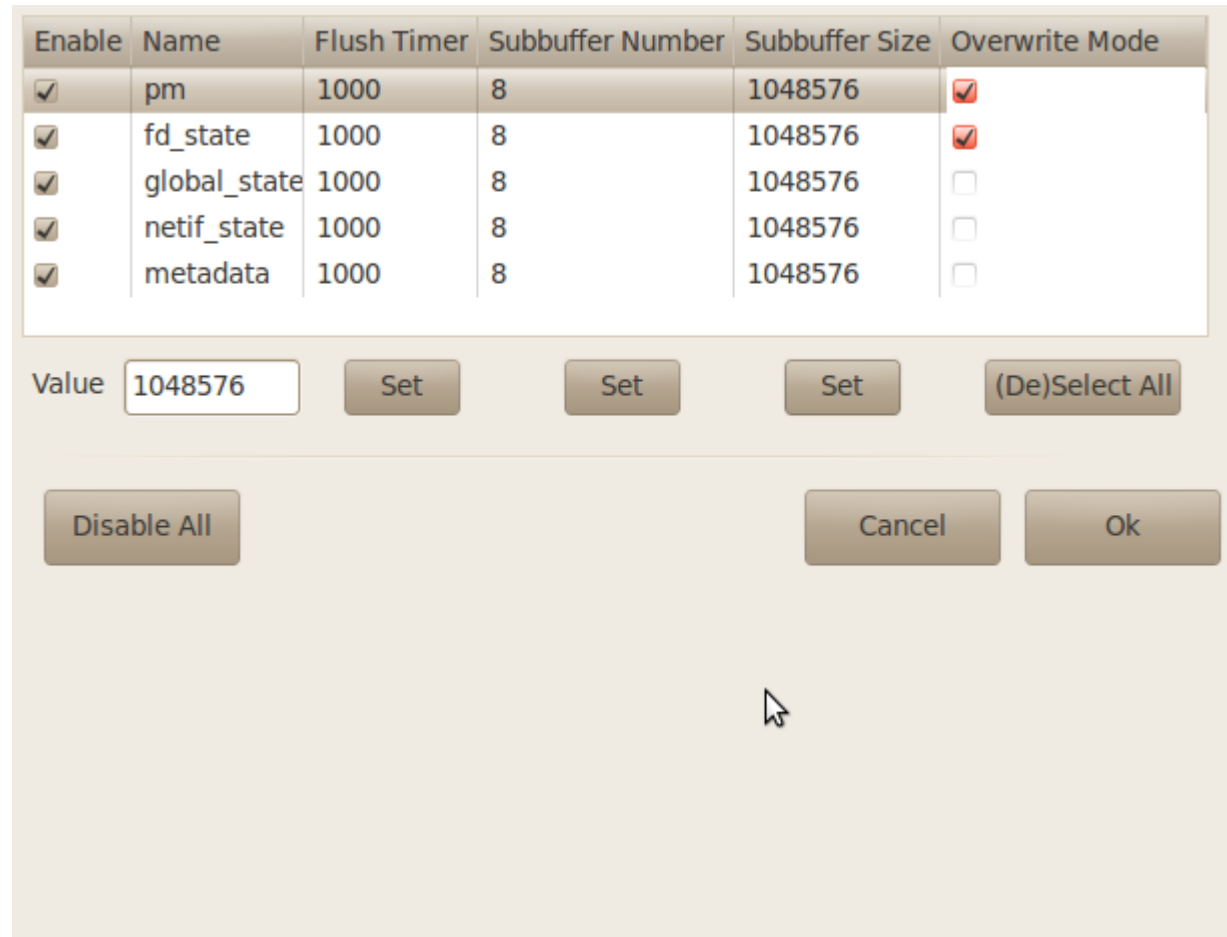 Enable Name Flush Timer Subbuffer Number Subbuffer Size Overwrite Mode
pm 1000 8 1048576
fd_state 1000 8 1048576
global_state 1000 8 1048576
netif_state 1000 8 1048576
metadata 1000 8 1048576
Value 1048576 Set Set Set (De)Select All
Disable All Cancel Ok